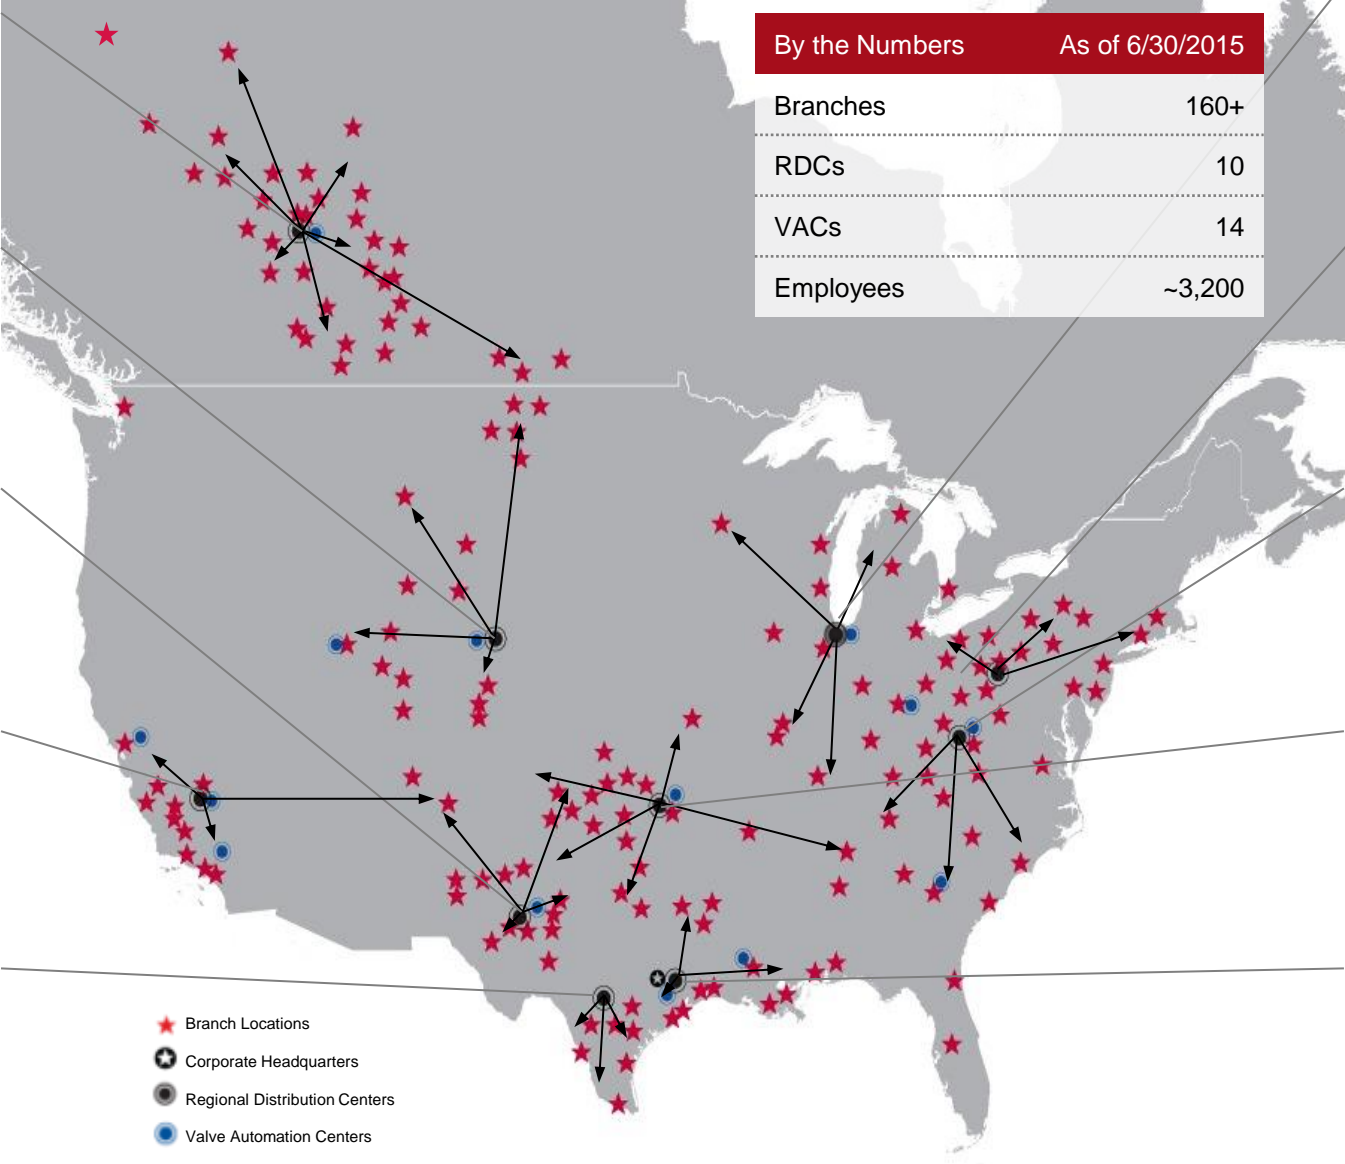 By the Numbers As of 6/30/2015
Branches 160+
RDCs 10
VACs 14
Employees ~3,200
Branch Locations
Corporate Headquarters
Regional Distribution Centers
Valve Automation Centers